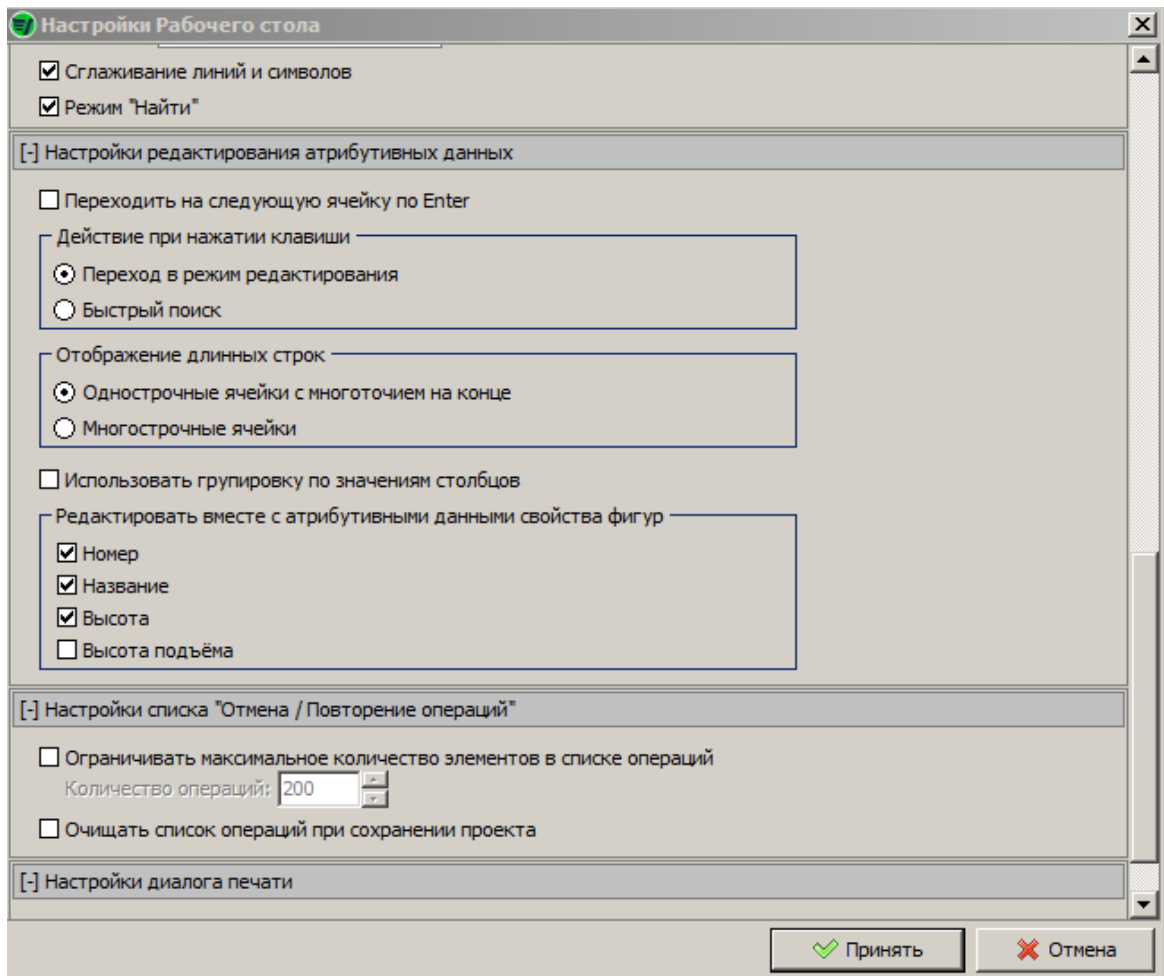 Настройки Рабочего стола
Сглаживание линий и символов
Режим "Найти"
[-] Настройки редактирования атрибутивных данных
Переходить на следующую ячейку по Enter
Действие при нажатии клавиши
Переход в режим редактирования
Быстрый поиск
Отображение длинных строк
Однострочные ячейки с многоточием на конце
Многострочные ячейки
Использовать групировку по значениям столбцов
Редактировать вместе с атрибутивными данными свойства фигур
Номер
Название
Высота
Высота подъёма
[-] Настройки списка "Отмена / Повторение операций"
Ограничивать максимальное количество элементов в списке операций
Количество операций: 200
Очищать список операций при сохранении проекта
[-] Настройки диалога печати
Принять Отмена